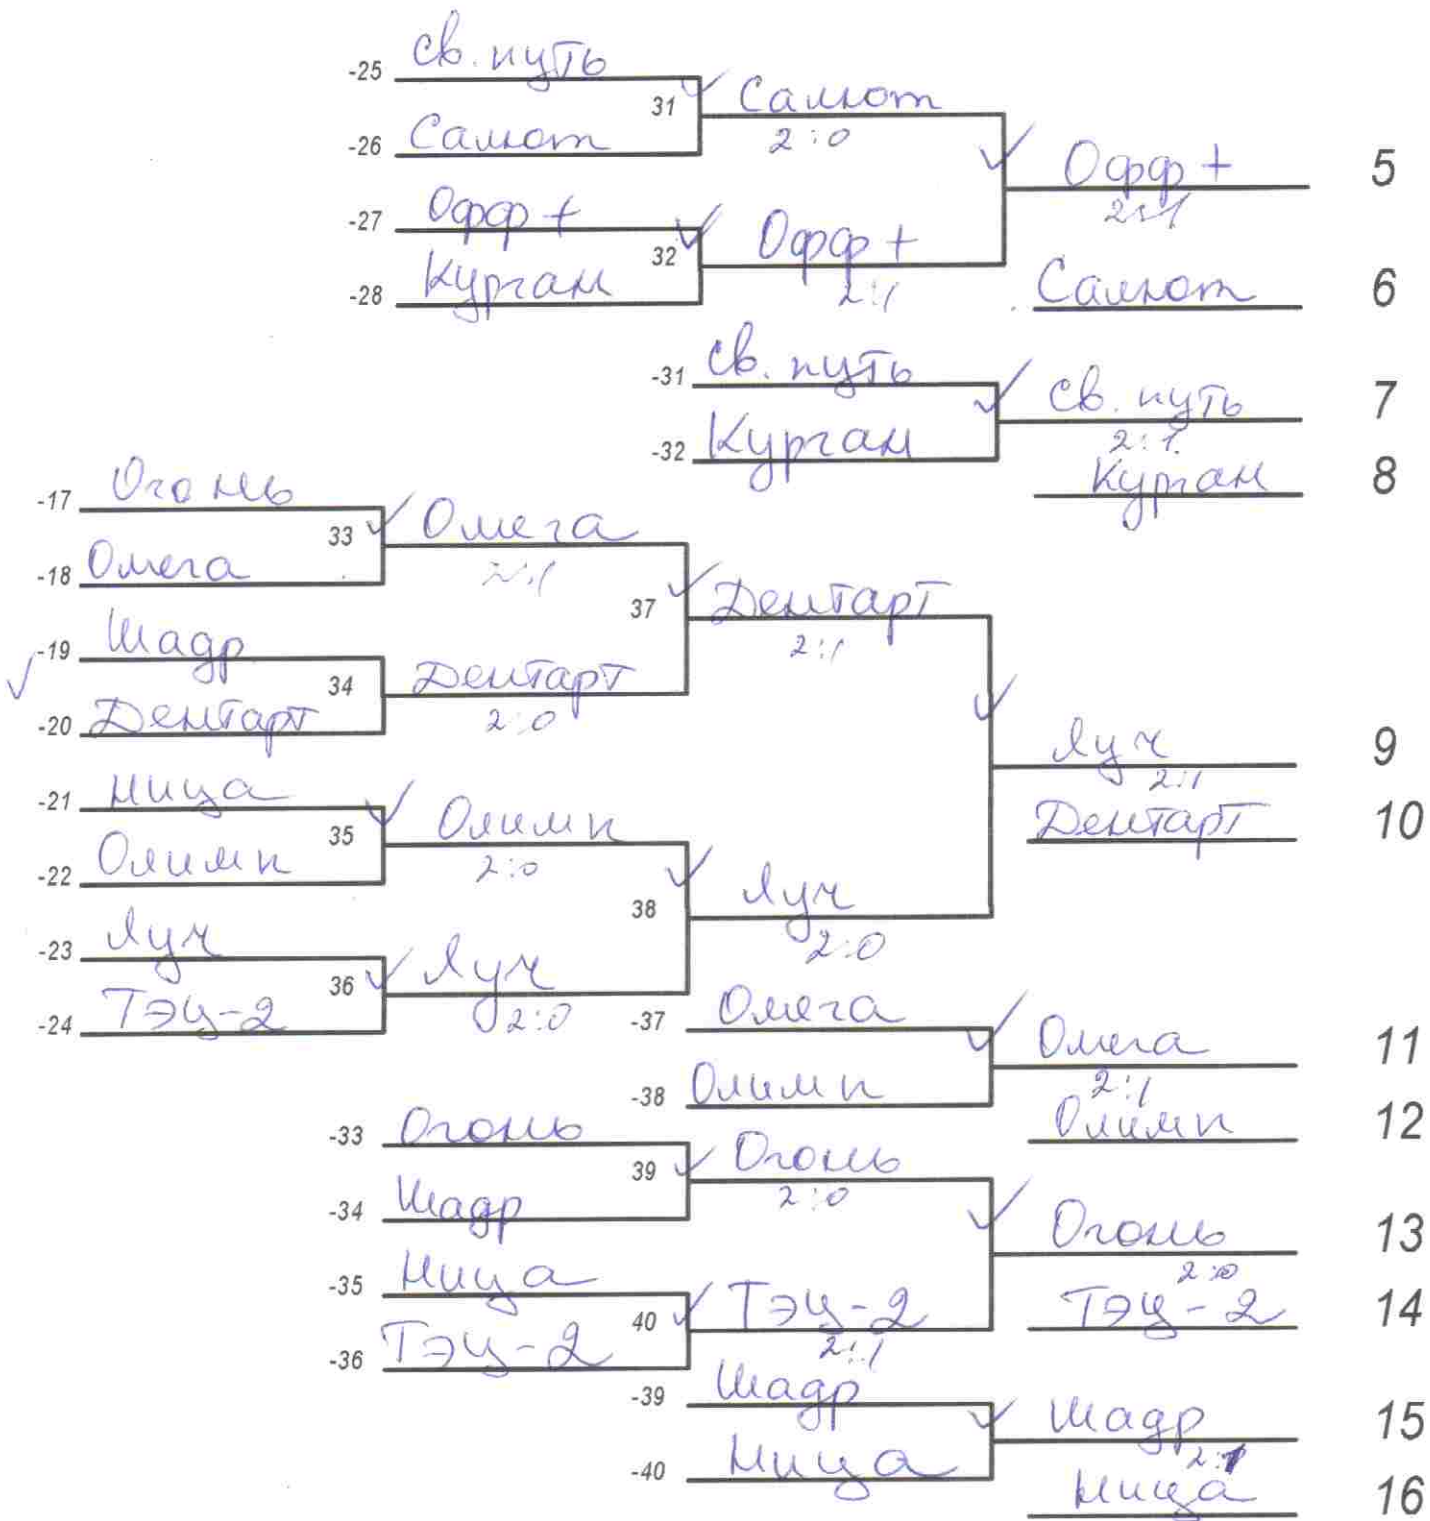 -25 Св. путь
31 Салют
2:0
-26 Салют
Офф + 5
2:1
-27 Офф +
32 Офф +
2:1
-28 Курган
Салют 6
-31 Св. путь
Св. путь 7
2:1
-32 Курган
Курган 8
-17 Огонь
33 Омега
2:1
-18 Омега
37 Дентарт
2:1
-19 Шадр
34 Дентарт
2:0
-20 Дентарт
Луч 9
2:1
-21 Ница
35 Олимп
2:0
Дентарт 10
-22 Олимп
38 Луч
2:0
-23 Луч
36 Луч
2:0
-24 ТЭЦ-2
-37 Омега
Омега 11
2:1
-38 Олимп
Олимп 12
-33 Огонь
39 Огонь
2:0
-34 Шадр
Огонь 13
2:0
-35 Ница
40 ТЭЦ-2
2:1
ТЭЦ-2 14
-36 ТЭЦ-2
-39 Шадр
Шадр 15
2:1
-40 Ница
Ница 16